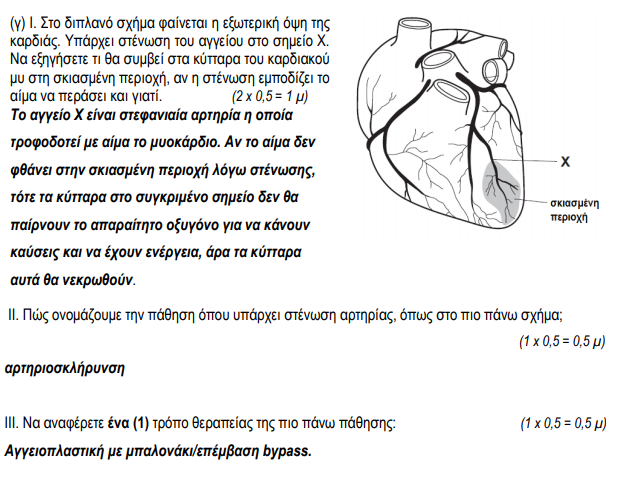 (γ) Ι. Στο διπλανό σχήμα φαίνεται η εξωτερική όψη της
καρδιάς. Υπάρχει στένωση του αγγείου στο σημείο Χ.
Να εξηγήσετε τι θα συμβεί στα κύτταρα του καρδιακού
μυ στη σκιασμένη περιοχή, αν η στένωση εμποδίζει το
αίμα να περάσει και γιατί. (2 x 0,5 = 1 μ)
Το αγγείο Χ είναι στεφανιαία αρτηρία η οποία
τροφοδοτεί με αίμα το μυοκάρδιο. Αν το αίμα δεν
φθάνει στην σκιασμένη περιοχή λόγω στένωσης,
τότε τα κύτταρα στο συγκριμένο σημείο δεν θα
παίρνουν το απαραίτητο οξυγόνο για να κάνουν
καύσεις και να έχουν ενέργεια, άρα τα κύτταρα
αυτά θα νεκρωθούν.
Χ
σκιασμένη
περιοχή
ΙΙ. Πώς ονομάζουμε την πάθηση όπου υπάρχει στένωση αρτηρίας, όπως στο πιο πάνω σχήμα;
(1 x 0,5 = 0,5 μ)
αρτηριοσκλήρυνση
ΙΙΙ. Να αναφέρετε ένα (1) τρόπο θεραπείας της πιο πάνω πάθησης: (1 x 0,5 = 0,5 μ)
Αγγειοπλαστική με μπαλονάκι/επέμβαση bypass.